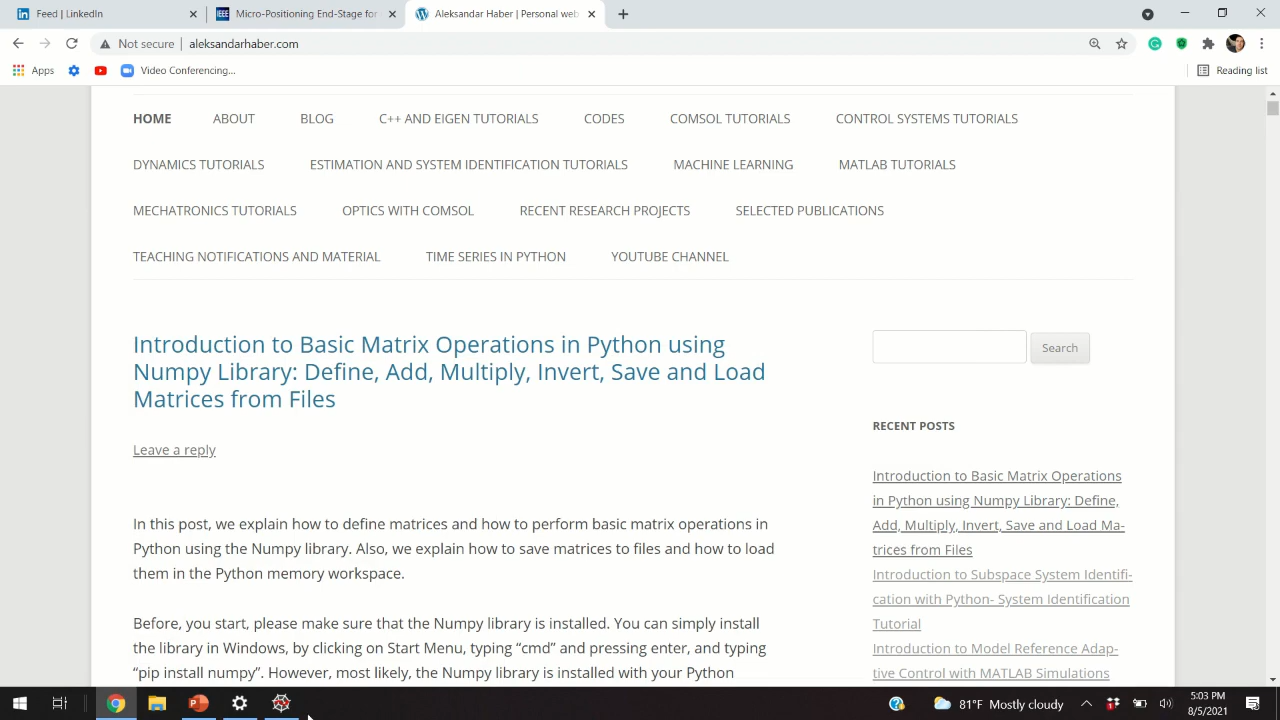 Feed | LinkedIn
Micro-Positioning End-Stage for
Aleksandar Haber | Personal web
Not secure | aleksandarhaber.com
Apps
Video Conferencing...
Reading list
HOME ABOUT BLOG C++ AND EIGEN TUTORIALS CODES COMSOL TUTORIALS CONTROL SYSTEMS TUTORIALS
DYNAMICS TUTORIALS ESTIMATION AND SYSTEM IDENTIFICATION TUTORIALS MACHINE LEARNING MATLAB TUTORIALS
MECHATRONICS TUTORIALS OPTICS WITH COMSOL RECENT RESEARCH PROJECTS SELECTED PUBLICATIONS
TEACHING NOTIFICATIONS AND MATERIAL TIME SERIES IN PYTHON YOUTUBE CHANNEL
Introduction to Basic Matrix Operations in Python using
Numpy Library: Define, Add, Multiply, Invert, Save and Load
Matrices from Files
Leave a reply
In this post, we explain how to define matrices and how to perform basic matrix operations in
Python using the Numpy library. Also, we explain how to save matrices to files and how to load
them in the Python memory workspace.
Before, you start, please make sure that the Numpy library is installed. You can simply install
the library in Windows, by clicking on Start Menu, typing “cmd” and pressing enter, and typing
“pip install numpy”. However, most likely, the Numpy library is installed with your Python
Search
RECENT POSTS
Introduction to Basic Matrix Operations
in Python using Numpy Library: Define,
Add, Multiply, Invert, Save and Load Ma-
trices from Files
Introduction to Subspace System Identifi-
cation with Python- System Identification
Tutorial
Introduction to Model Reference Adap-
tive Control with MATLAB Simulations
81°F Mostly cloudy
5:03 PM
8/5/2021